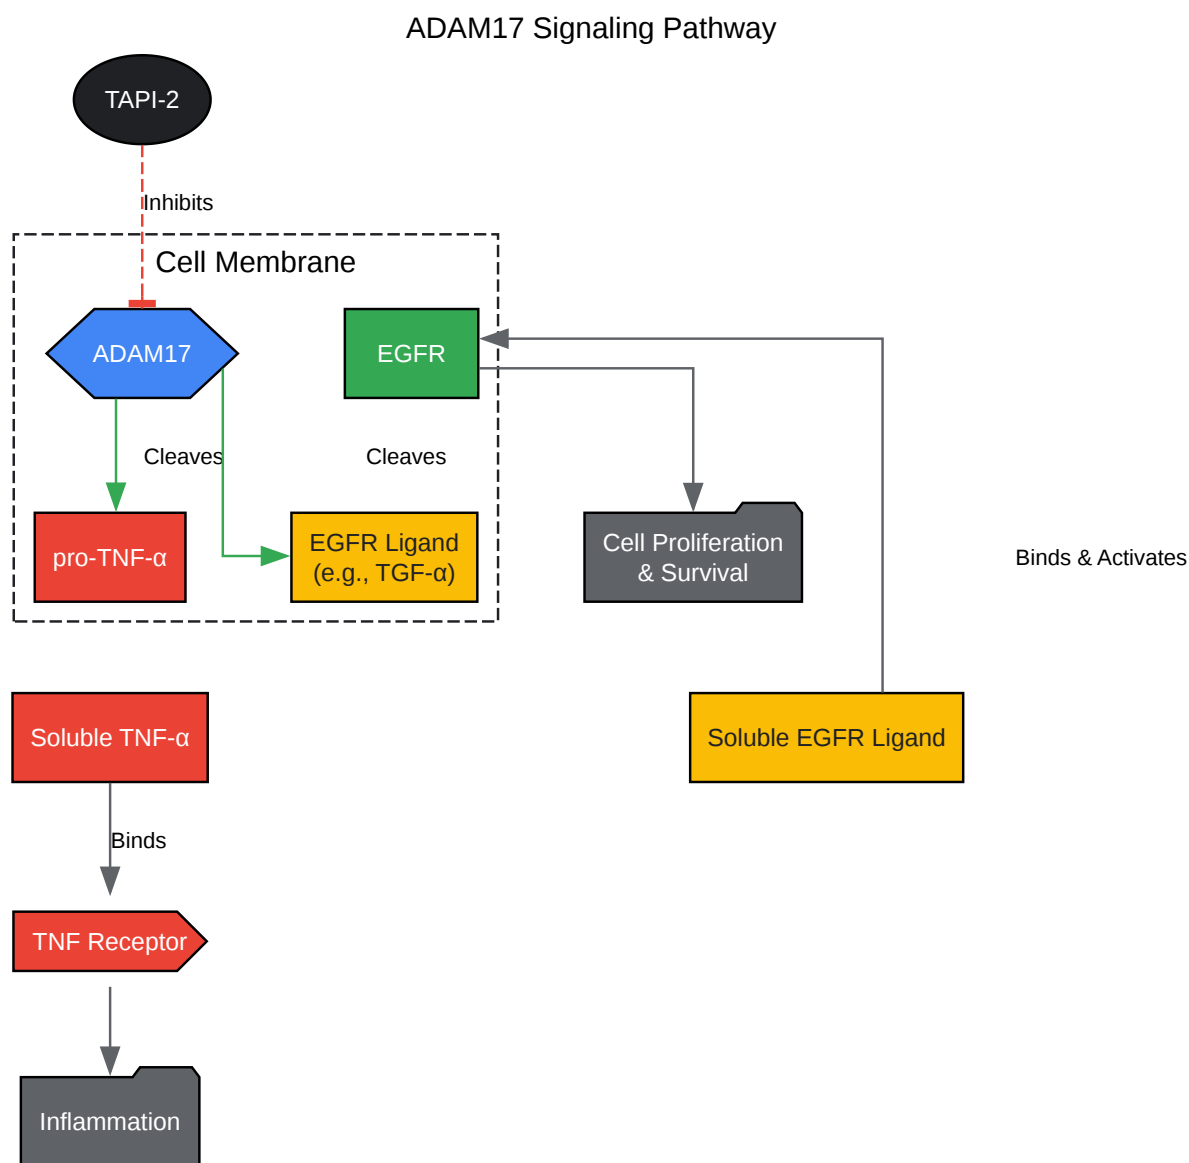 ADAM17 Signaling Pathway
TAPI-2
Inhibits
Cell Membrane
ADAM17
EGFR
Cleaves
Cleaves
pro-TNF-α
EGFR Ligand
(e.g., TGF-α)
Cell Proliferation
& Survival
Binds & Activates
Soluble TNF-α
Soluble EGFR Ligand
Binds
TNF Receptor
Inflammation